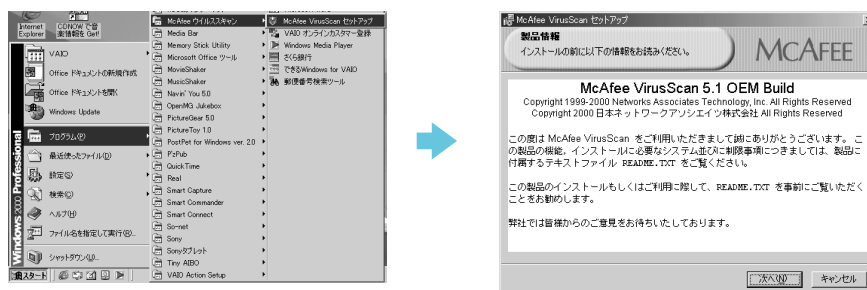 Internet Explorer
CDNOW で音楽情報を Get!
VAIO
Office ドキュメントの新規作成
Office ドキュメントを開く
Windows Update
プログラム(P)
最近使ったファイル(D)
設定(S)
検索(C)
ヘルプ(H)
ファイル名を指定して実行(R)...
シャットダウン(U)...
Windows 2000 Professional
スタート
McAfee ウイルススキャン
Media Bar
Memory Stick Utility
Microsoft Office ツール
MovieShaker
MusicShaker
Navin' You 5.0
OpenMG Jukebox
PictureGear 5.0
PictureToy 1.0
PostPet for Windows ver. 2.0
PzPub
QuickTime
Real
Smart Capture
Smart Commander
Smart Connect
So-net
Sony
Sonyタブレット
Tiny AIBO
VAIO Action Setup
McAfee VirusScan セットアップ
VAIO オンラインカスタマー登録
Windows Media Player
さくら銀行
できるWindows for VAIO
郵便番号検索ツール
McAfee VirusScan セットアップ
製品情報
インストールの前に以下の情報をお読みください。
McAFEE
McAfee VirusScan 5.1 OEM Build
Copyright 1999-2000 Networks Associates Technology, Inc. All Rights Reserved
Copyright 2000 日本ネットワークアソシエイツ株式会社 All Rights Reserved
この度は McAfee VirusScan をご利用いただきまして誠にありがとうございます。 こ
の製品の機能、インストールに必要なシステム並びに制限事項につきましては、製品に
付属するテキストファイル README.TXT をご覧ください。
この製品のインストールもしくはご利用に際して、README.TXT を事前にご覧いただく
ことをお勧めします。
弊社では皆様からのご意見をお待ちいたしております。
次へ(N)
キャンセル